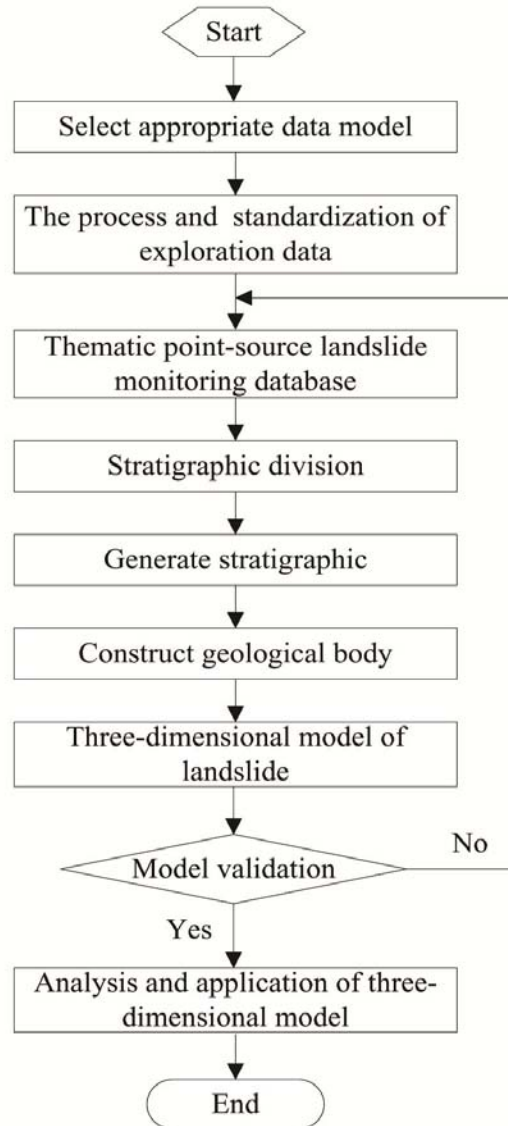 Start
Select appropriate data model
The process and standardization of
exploration data
Thematic point-source landslide
monitoring database
Stratigraphic division
Generate stratigraphic
Construct geological body
Three-dimensional model of
landslide
Model validation
No
Yes
Analysis and application of three-
dimensional model
End